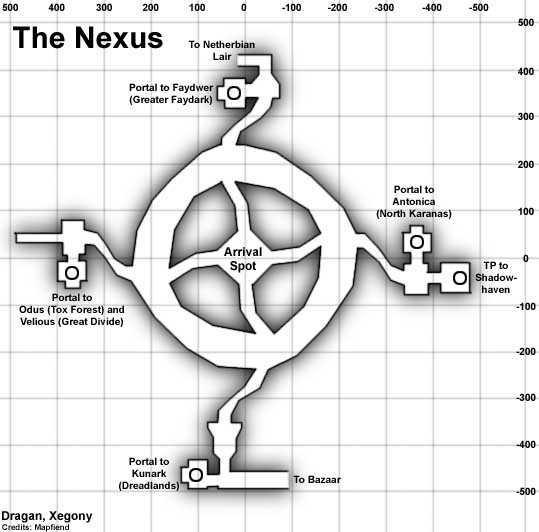 500 400 300 200 100 0 -100 -200 -300 -400 -500
The Nexus
500
To Netherbian
Lair
400
Portal to Faydwer
(Greater Faydark)
300
200
Portal to
Antonica
(North Karanas)
100
Arrival
Spot
0
TP to
Shadow-
haven
Portal to
Odus (Tox Forest) and
Velious (Great Divide)
-100
-200
-300
-400
Portal to
Kunark
(Dreadlands)
To Bazaar
-500
Dragan, Xegony
Credits: Mapfiend